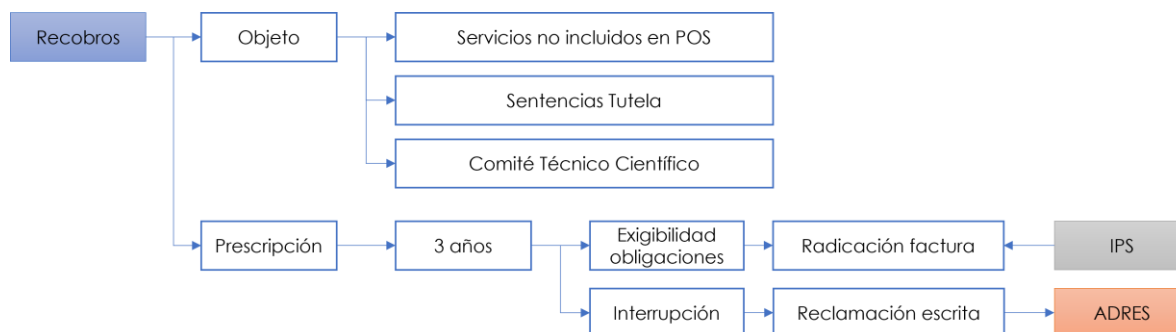 Recobros
Objeto
Servicios no incluidos en POS
Sentencias Tutela
Comité Técnico Científico
Prescripción
3 años
Exigibilidad
obligaciones
Radicación factura
IPS
Interrupción
Reclamación escrita
ADRES